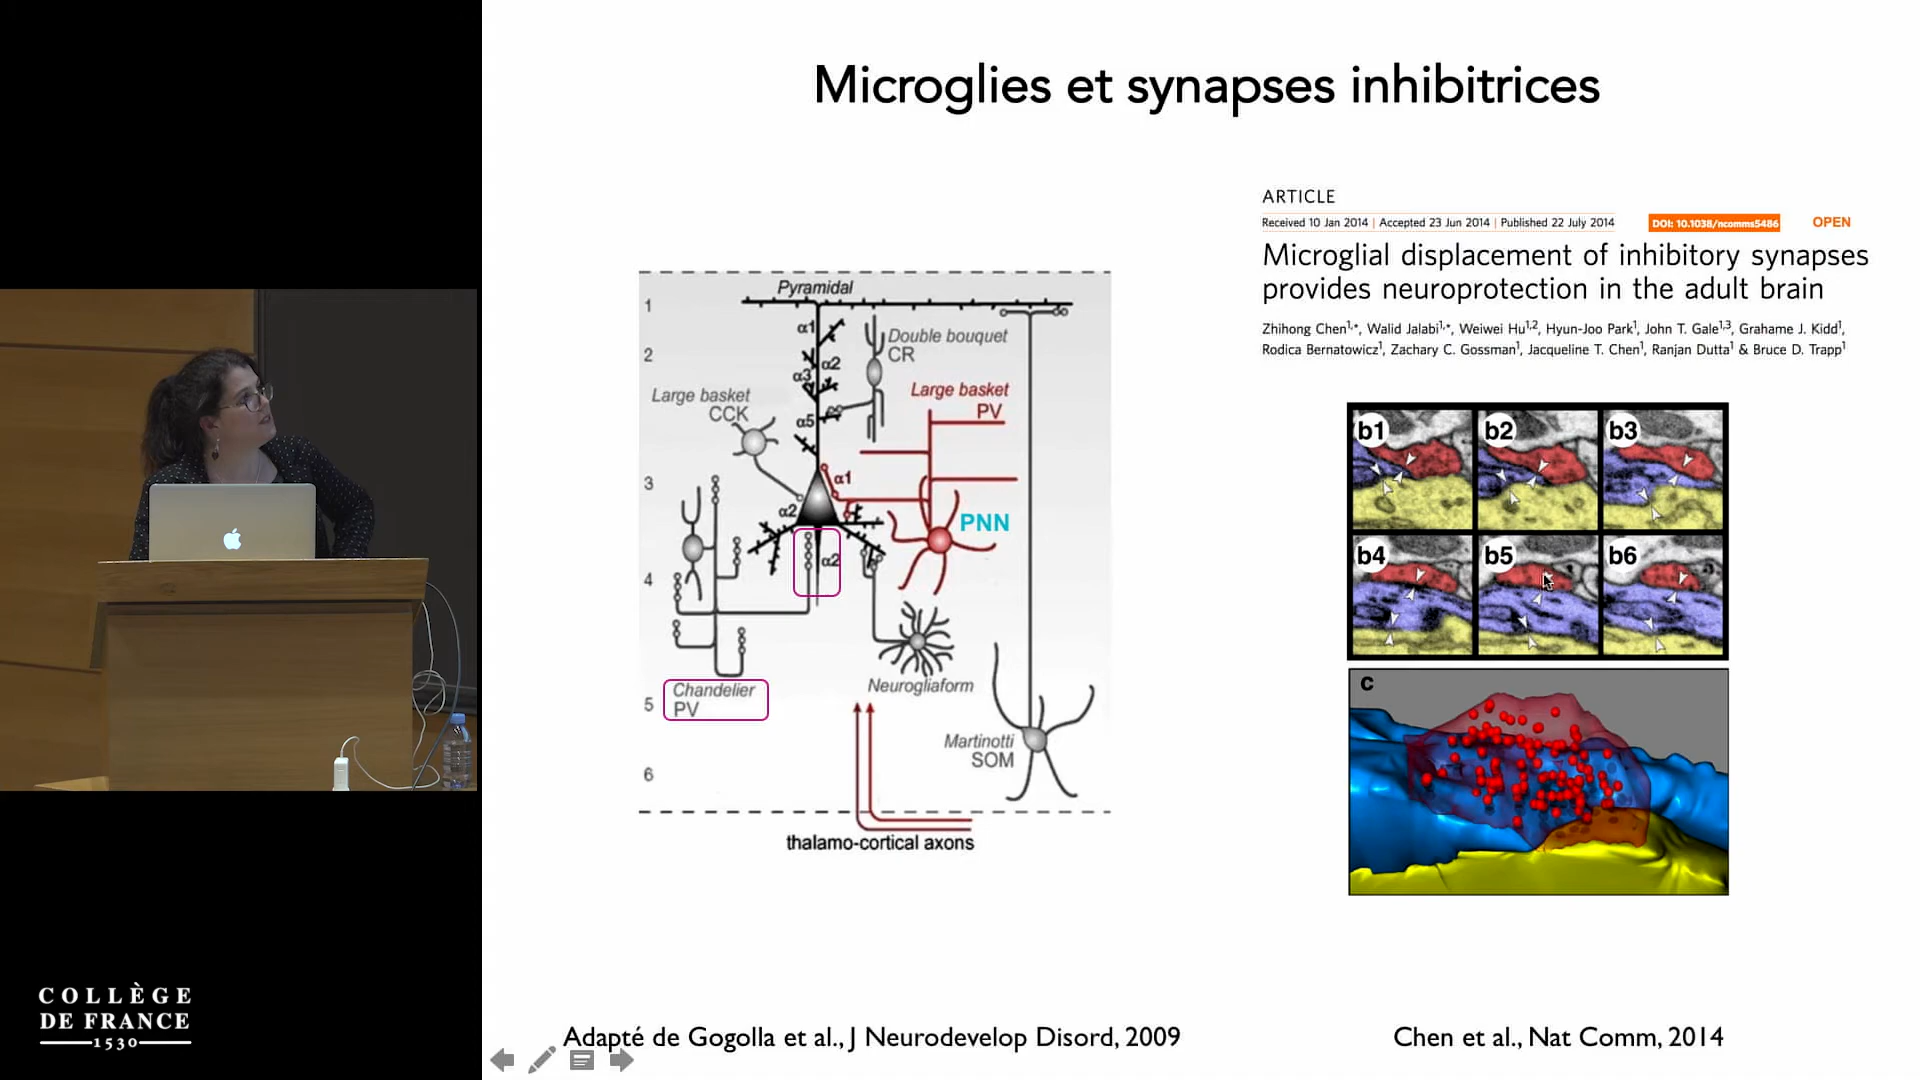 Microglies et synapses inhibitrices
ARTICLE
Received 10 Jan 2014 | Accepted 23 Jun 2014 | Published 22 July 2014
DOI: 10.1038/ncomms5486
OPEN
Microglial displacement of inhibitory synapses
provides neuroprotection in the adult brain
Zhihong Chen1,*, Walid Jalabi1,*, Weiwei Hu1,2, Hyun-Joo Park1, John T. Gale1,3, Grahame J. Kidd1,
Rodica Bernatowicz1, Zachary C. Gossman1, Jacqueline T. Chen1, Ranjan Dutta1 & Bruce D. Trapp1
Pyramidal
1
α1
Double bouquet
CR
2
α2
α3
Large basket
CCK
Large basket
PV
α5
3
α1
α2
PNN
α2
4
Neurogliaform
Chandelier
PV
5
Martinotti
SOM
6
thalamo-cortical axons
b1
b2
b3
b4
b5
b6
c
COLLÈGE
DE FRANCE
1530
Adapté de Gogolla et al., J Neurodevelop Disord, 2009
Chen et al., Nat Comm, 2014